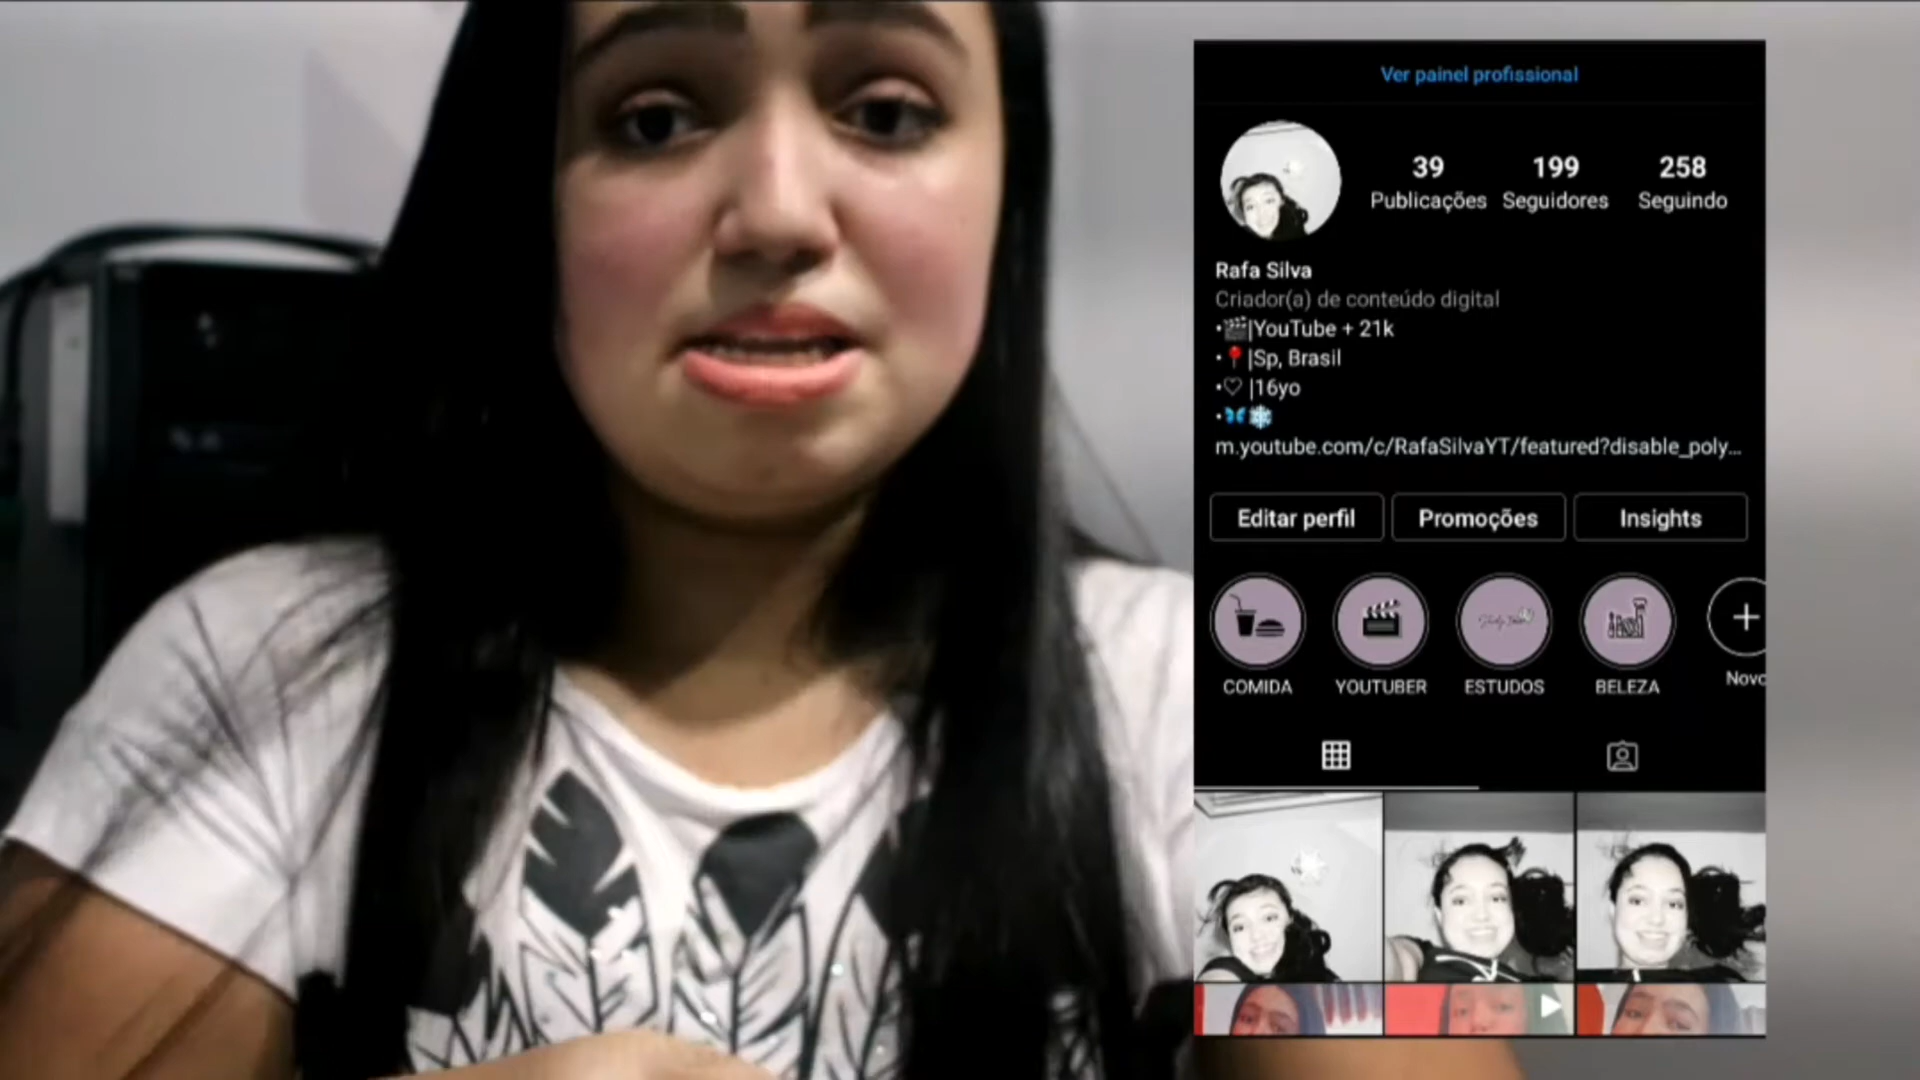 Ver painel profissional
39 199 258
Publicações Seguidores Seguindo
Rafa Silva
Criador(a) de conteúdo digital
•🎬|YouTube + 21k
•📍|Sp, Brasil
•♡ |16yo
•🦋❄️
m.youtube.com/c/RafaSilvaYT/featured?disable_poly...
Editar perfil Promoções Insights
COMIDA YOUTUBER ESTUDOS BELEZA Novo